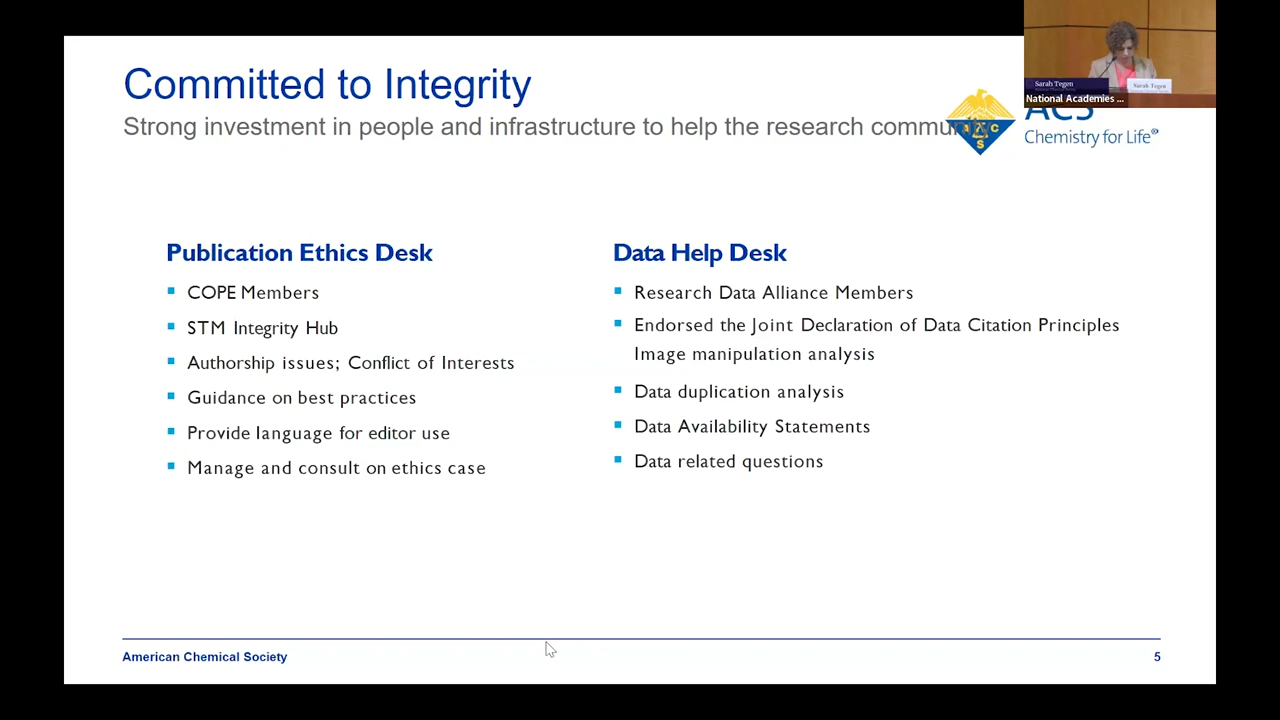 Committed to Integrity
Strong investment in people and infrastructure to help the research
ACS
Chemistry for Life®
A C
S
Sarah Tegen
Sarah Tegen
National Academies ...
Publication Ethics Desk
COPE Members
STM Integrity Hub
Authorship issues; Conflict of Interests
Guidance on best practices
Provide language for editor use
Manage and consult on ethics case
Data Help Desk
Research Data Alliance Members
Endorsed the Joint Declaration of Data Citation Principles
Image manipulation analysis
Data duplication analysis
Data Availability Statements
Data related questions
American Chemical Society
5